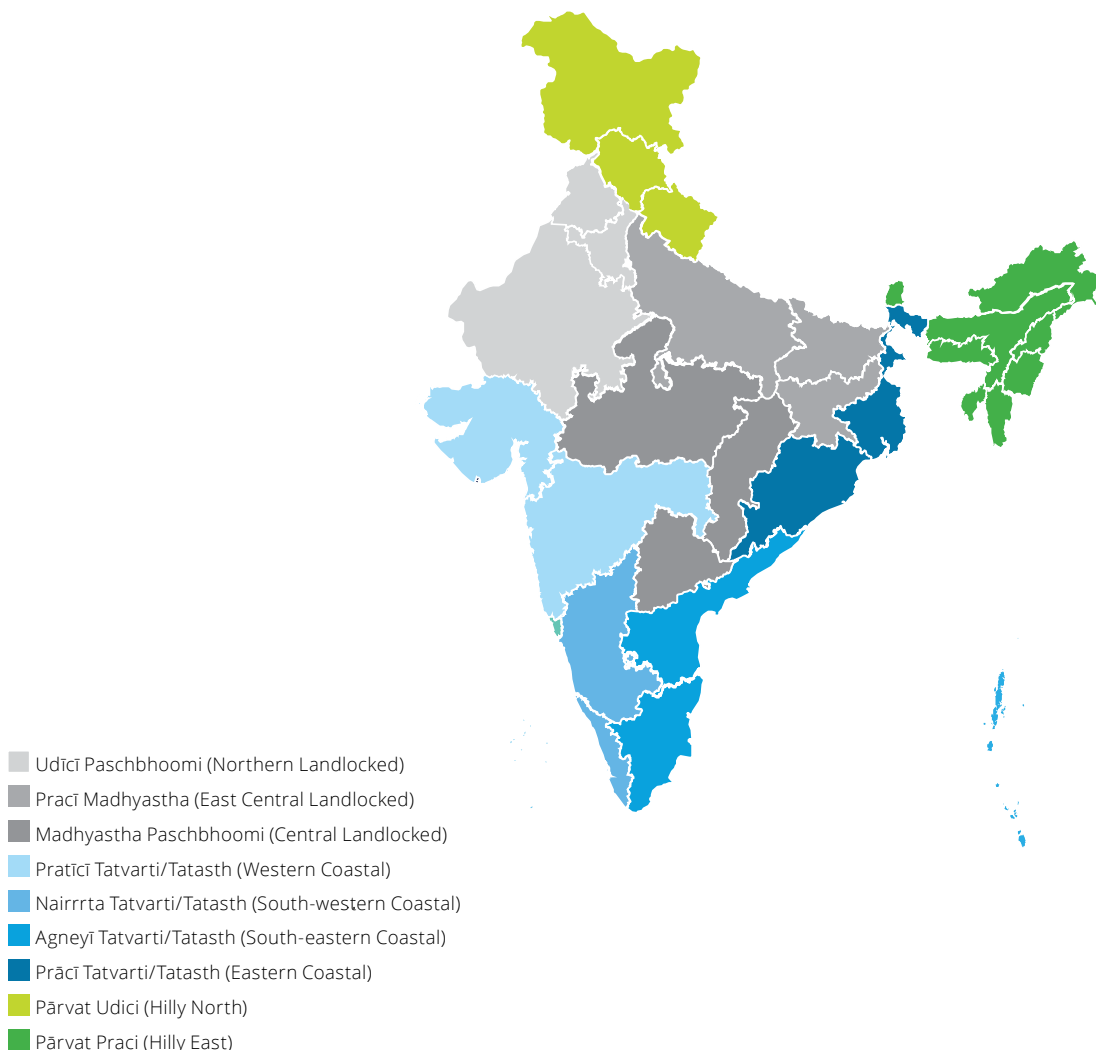 Udīcī Paschbhoomi (Northern Landlocked)
Pracī Madhyastha (East Central Landlocked)
Madhyastha Paschbhoomi (Central Landlocked)
Pratīcī Tatvarti/Tatasth (Western Coastal)
Nairrrta Tatvarti/Tatasth (South-western Coastal)
Agneyī Tatvarti/Tatasth (South-eastern Coastal)
Prācī Tatvarti/Tatasth (Eastern Coastal)
Pārvat Udici (Hilly North)
Pārvat Praci (Hilly East)